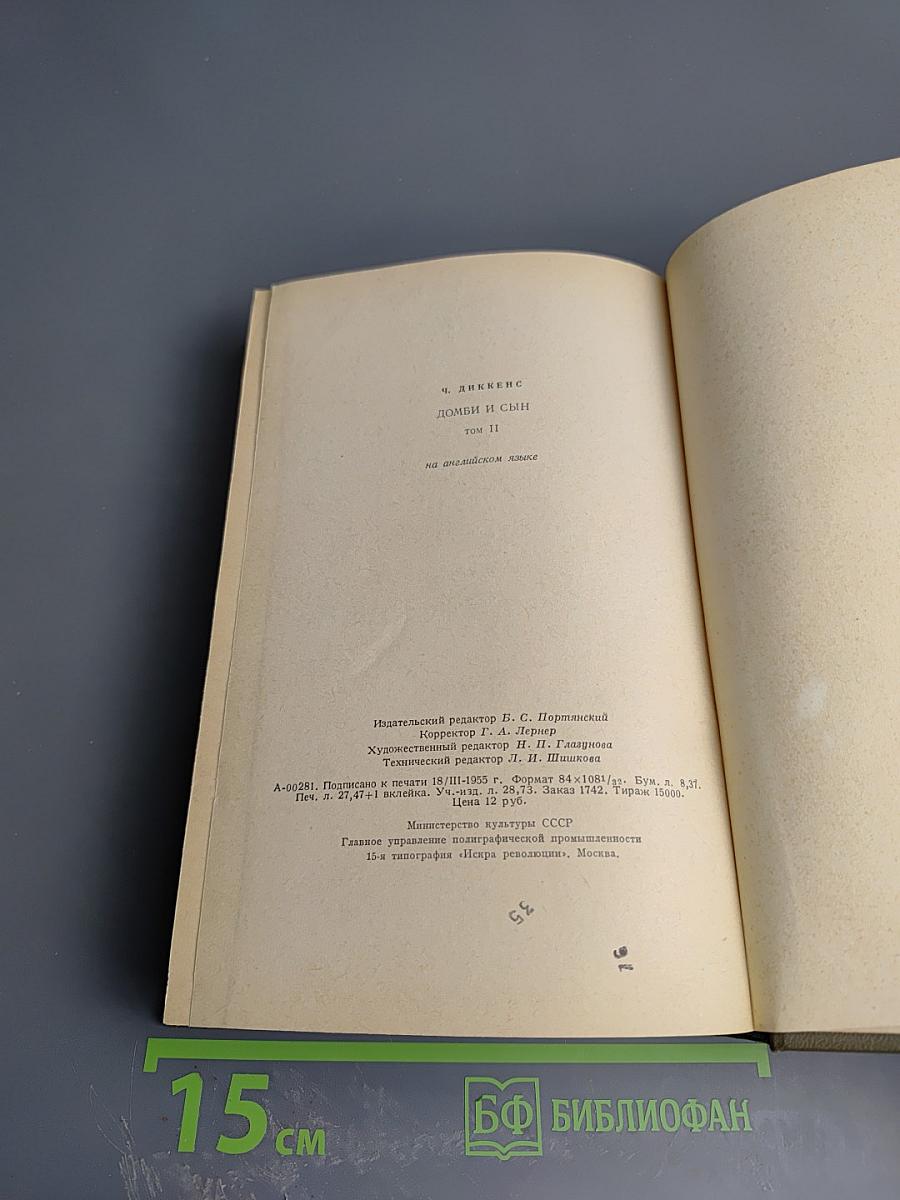 Ч. ДИККЕНС
ДОМБИ И СЫН
ТОМ II
на английском языке
Издательский редактор Б. С. Портянский
Корректор Г. А. Лернер
Художественный редактор Н. П. Глазунова
Технический редактор Л. И. Шишкова
А-00281. Подписано к печати 18/III-1955 г. Формат 84×108¹/₃₂. Бум. л. 8,37.
Печ. л. 27,47+1 вклейка. Уч.-изд. л. 28,73. Заказ 1742. Тираж 15000.
Цена 12 руб.
Министерство культуры СССР
Главное управление полиграфической промышленности
15-я типография «Искра революции», Москва.
35
15 см
БФ БИБЛИОФАН